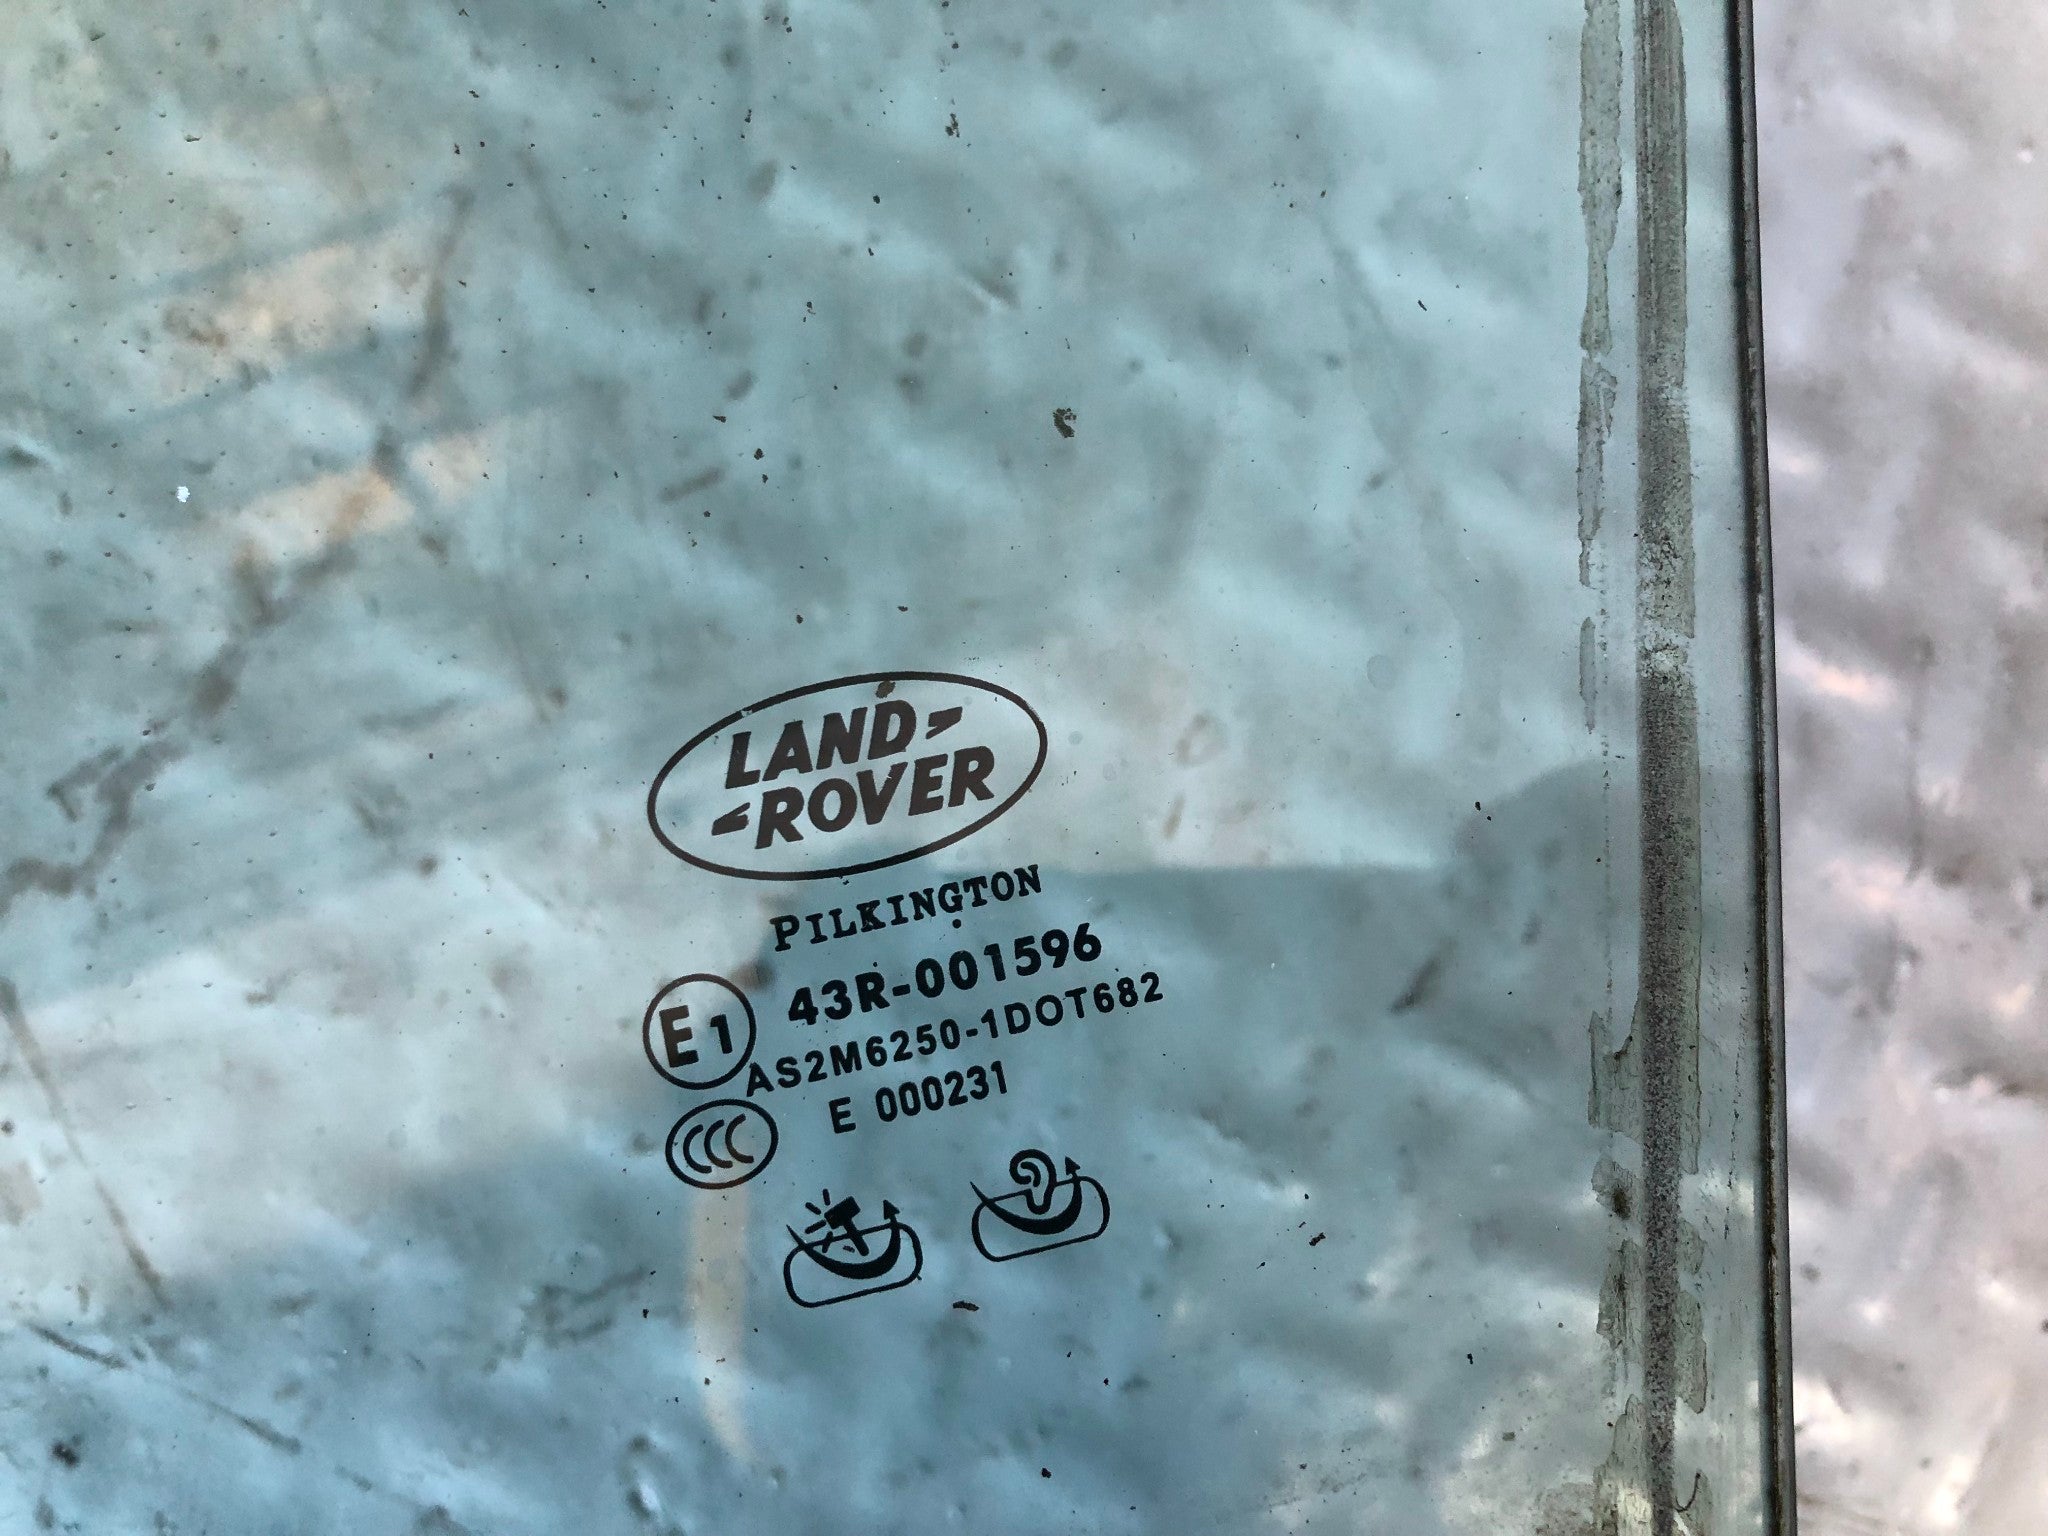 LAND
ROVER
PILKINGTON
E1 43R-001596
AS2M6250-1DOT682
CCC E 000231